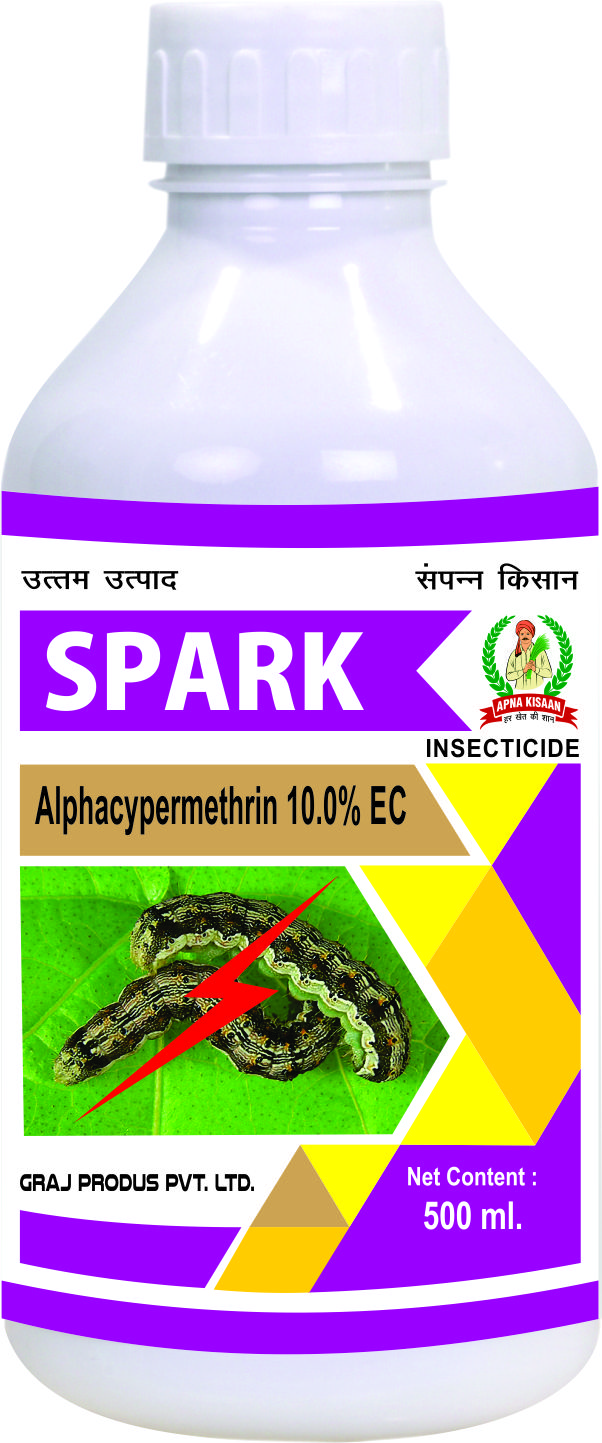 उत्तम उत्पाद
संपन्न किसान
SPARK
APNA KISAAN
हर खेत की शान
INSECTICIDE
Alphacypermethrin 10.0% EC
GRAJ PRODUS PVT. LTD.
Net Content :
500 ml.